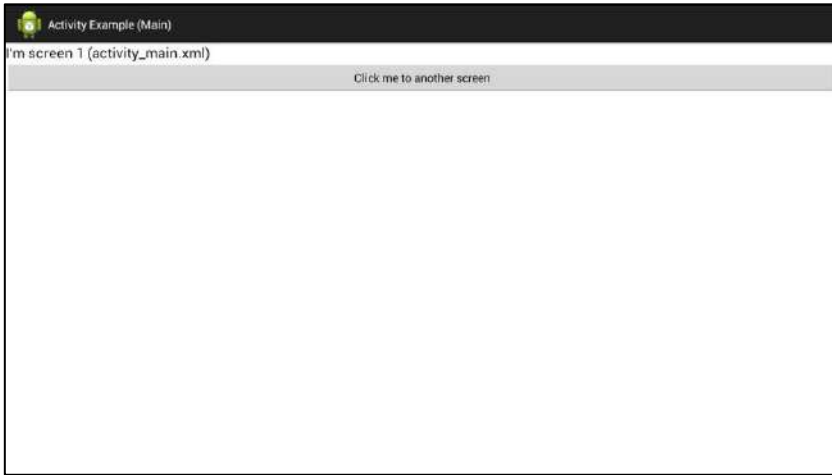 Activity Example (Main)
I'm screen 1 (activity_main.xml)
Click me to another screen